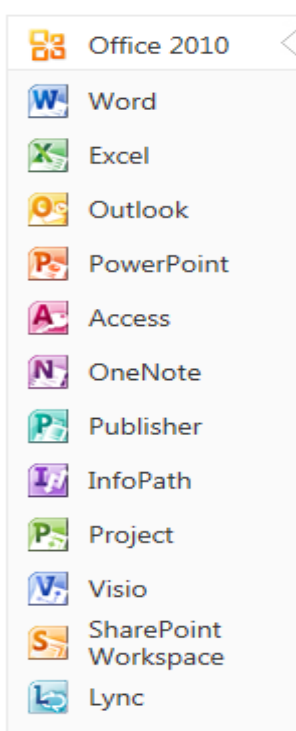 Office 2010
Word
Excel
Outlook
PowerPoint
Access
OneNote
Publisher
InfoPath
Project
Visio
SharePoint
Workspace
Lync